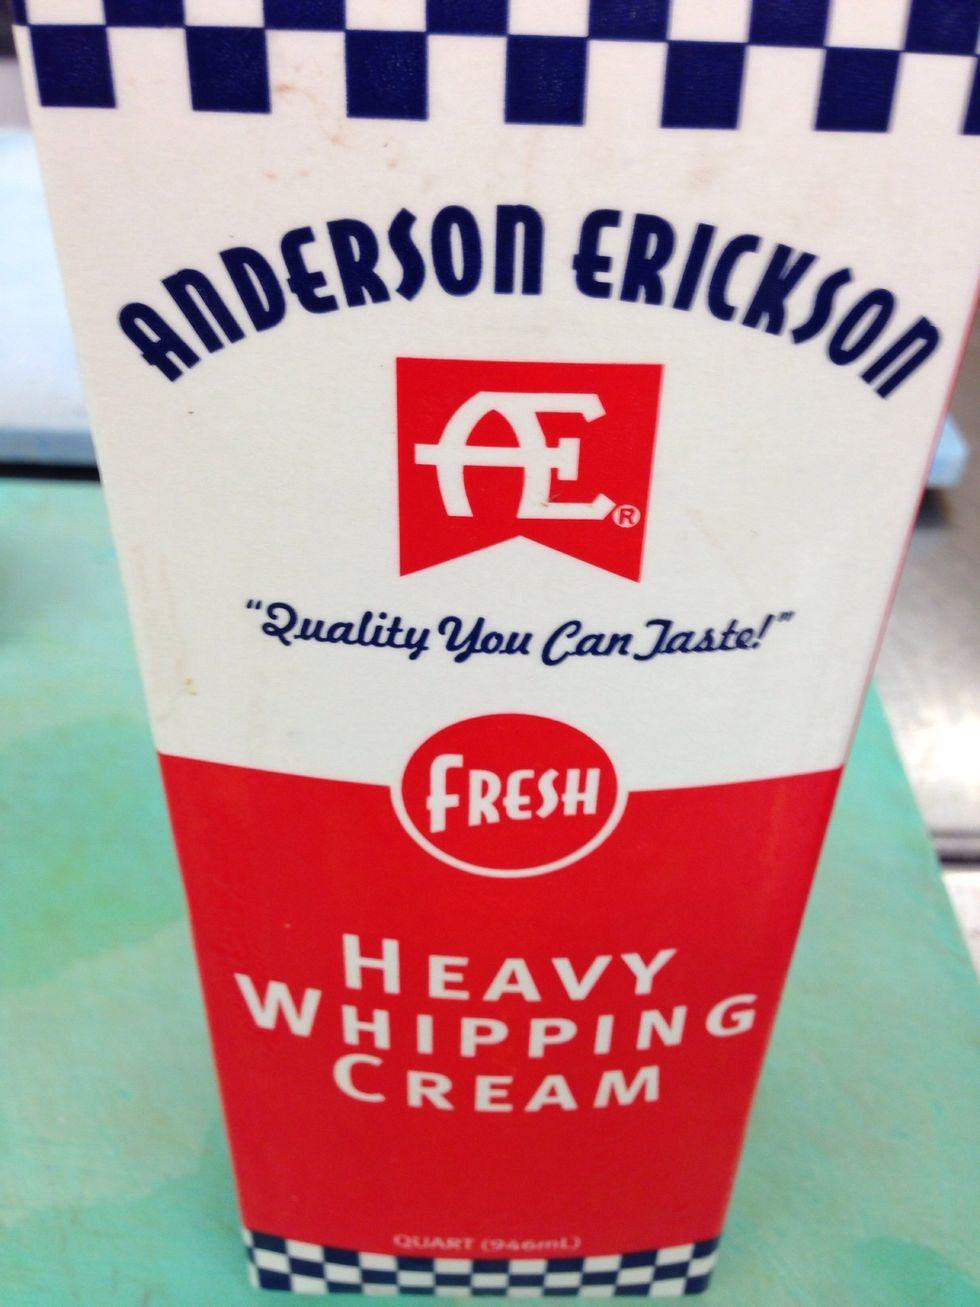 ANDERSON ERICKSON
AE®
"Quality You Can Taste!"
FRESH
HEAVY
WHIPPING
CREAM
QUART (946mL)